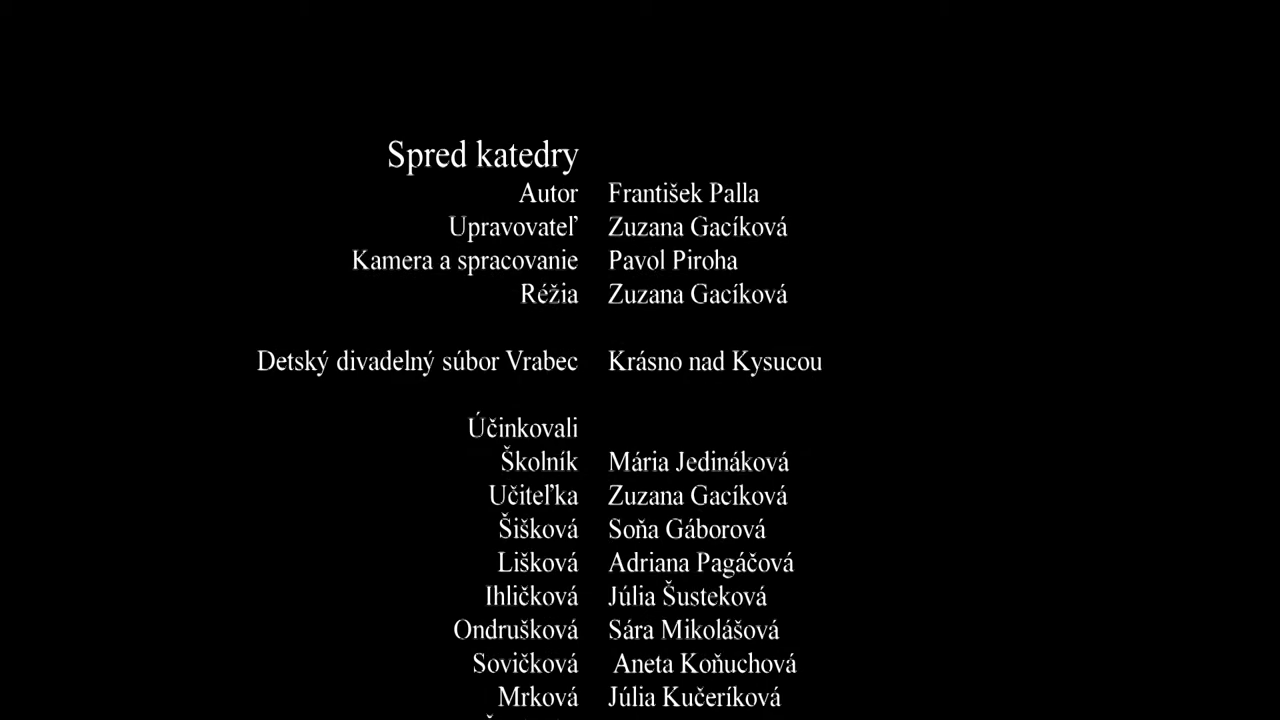 Spred katedry
Autor František Palla
Upravovateľ Zuzana Gacíková
Kamera a spracovanie Pavol Piroha
Réžia Zuzana Gacíková
Detský divadelný súbor Vrabec Krásno nad Kysucou
Účinkovali
Školník Mária Jedináková
Učiteľka Zuzana Gacíková
Šišková Soňa Gáborová
Lišková Adriana Pagáčová
Ihličková Júlia Šusteková
Ondrušková Sára Mikolášová
Sovičková Aneta Koňuchová
Mrková Júlia Kučeríková